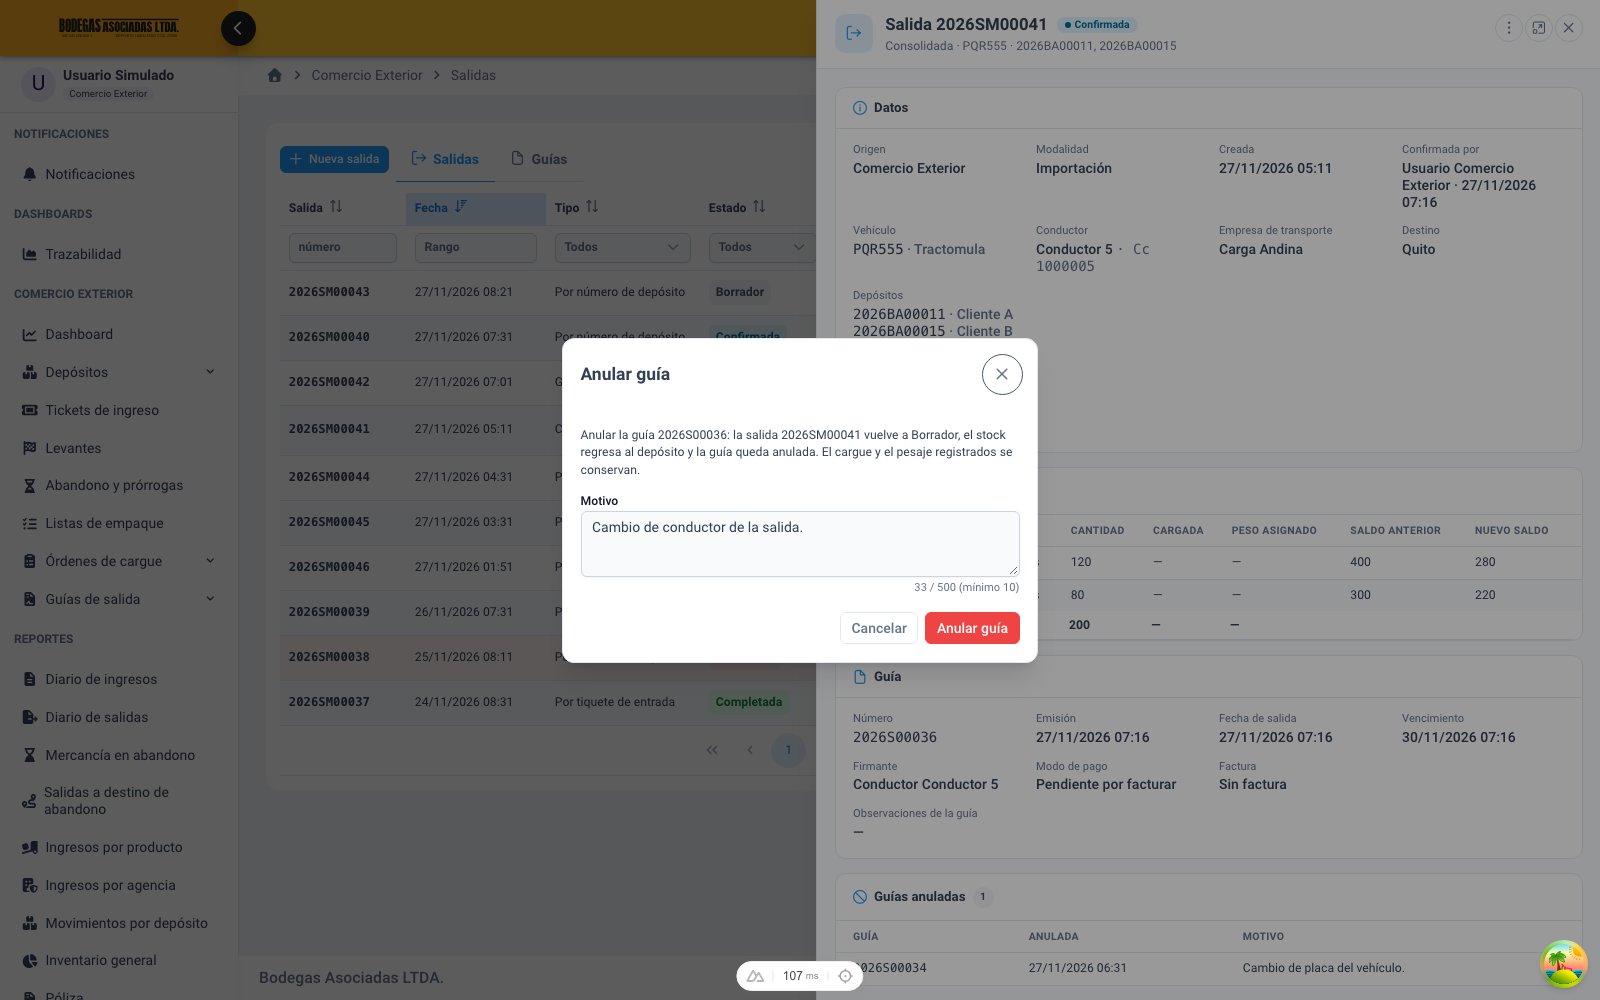 BODEGAS ASOCIADAS LTDA.
U
Usuario Simulado
Comercio Exterior
NOTIFICACIONES
Notificaciones
DASHBOARDS
Trazabilidad
COMERCIO EXTERIOR
Dashboard
Depósitos
Tickets de ingreso
Levantes
Abandono y prórrogas
Listas de empaque
Órdenes de cargue
Guías de salida
REPORTES
Diario de ingresos
Diario de salidas
Mercancía en abandono
Salidas a destino de
abandono
Ingresos por producto
Ingresos por agencia
Movimientos por depósito
Inventario general
Póliza
Comercio Exterior
Salidas
Nueva salida
Salidas
Guías
Salida Fecha Tipo Estado
número Rango Todos Todos
2026SM00043 27/11/2026 08:21 Por número de depósito Borrador
2026SM00040 27/11/2026 07:31 Por número de depósito Confirmada
2026SM00042 27/11/2026 07:01 G
2026SM00041 27/11/2026 05:11 C
2026SM00044 27/11/2026 04:31 P
2026SM00045 27/11/2026 03:31 P
2026SM00046 27/11/2026 01:51 P
2026SM00039 26/11/2026 07:31 P
2026SM00038 25/11/2026 08:11
2026SM00037 24/11/2026 08:31 Por tiquete de entrada Completada
1
Bodegas Asociadas LTDA.
Anular guía
Anular la guía 2026S00036: la salida 2026SM00041 vuelve a Borrador, el stock
regresa al depósito y la guía queda anulada. El cargue y el pesaje registrados se
conservan.
Motivo
Cambio de conductor de la salida.
33 / 500 (mínimo 10)
Cancelar
Anular guía
Salida 2026SM00041 Confirmada
Consolidada · PQR555 · 2026BA00011, 2026BA00015
Datos
Origen Modalidad Creada Confirmada por
Comercio Exterior Importación 27/11/2026 05:11 Usuario Comercio
Exterior · 27/11/2026
07:16
Vehículo Conductor Empresa de transporte Destino
PQR555 · Tractomula Conductor 5 · Cc Carga Andina Quito
1000005
Depósitos
2026BA00011 · Cliente A
2026BA00015 · Cliente B
CANTIDAD CARGADA PESO ASIGNADO SALDO ANTERIOR NUEVO SALDO
s 120 — — 400 280
s 80 — — 300 220
200 — —
Guía
Número Emisión Fecha de salida Vencimiento
2026S00036 27/11/2026 07:16 27/11/2026 07:16 30/11/2026 07:16
Firmante Modo de pago Factura
Conductor Conductor 5 Pendiente por facturar Sin factura
Observaciones de la guía
—
Guías anuladas 1
GUÍA ANULADA MOTIVO
2026S00034 27/11/2026 06:31 Cambio de placa del vehículo.
107 ms